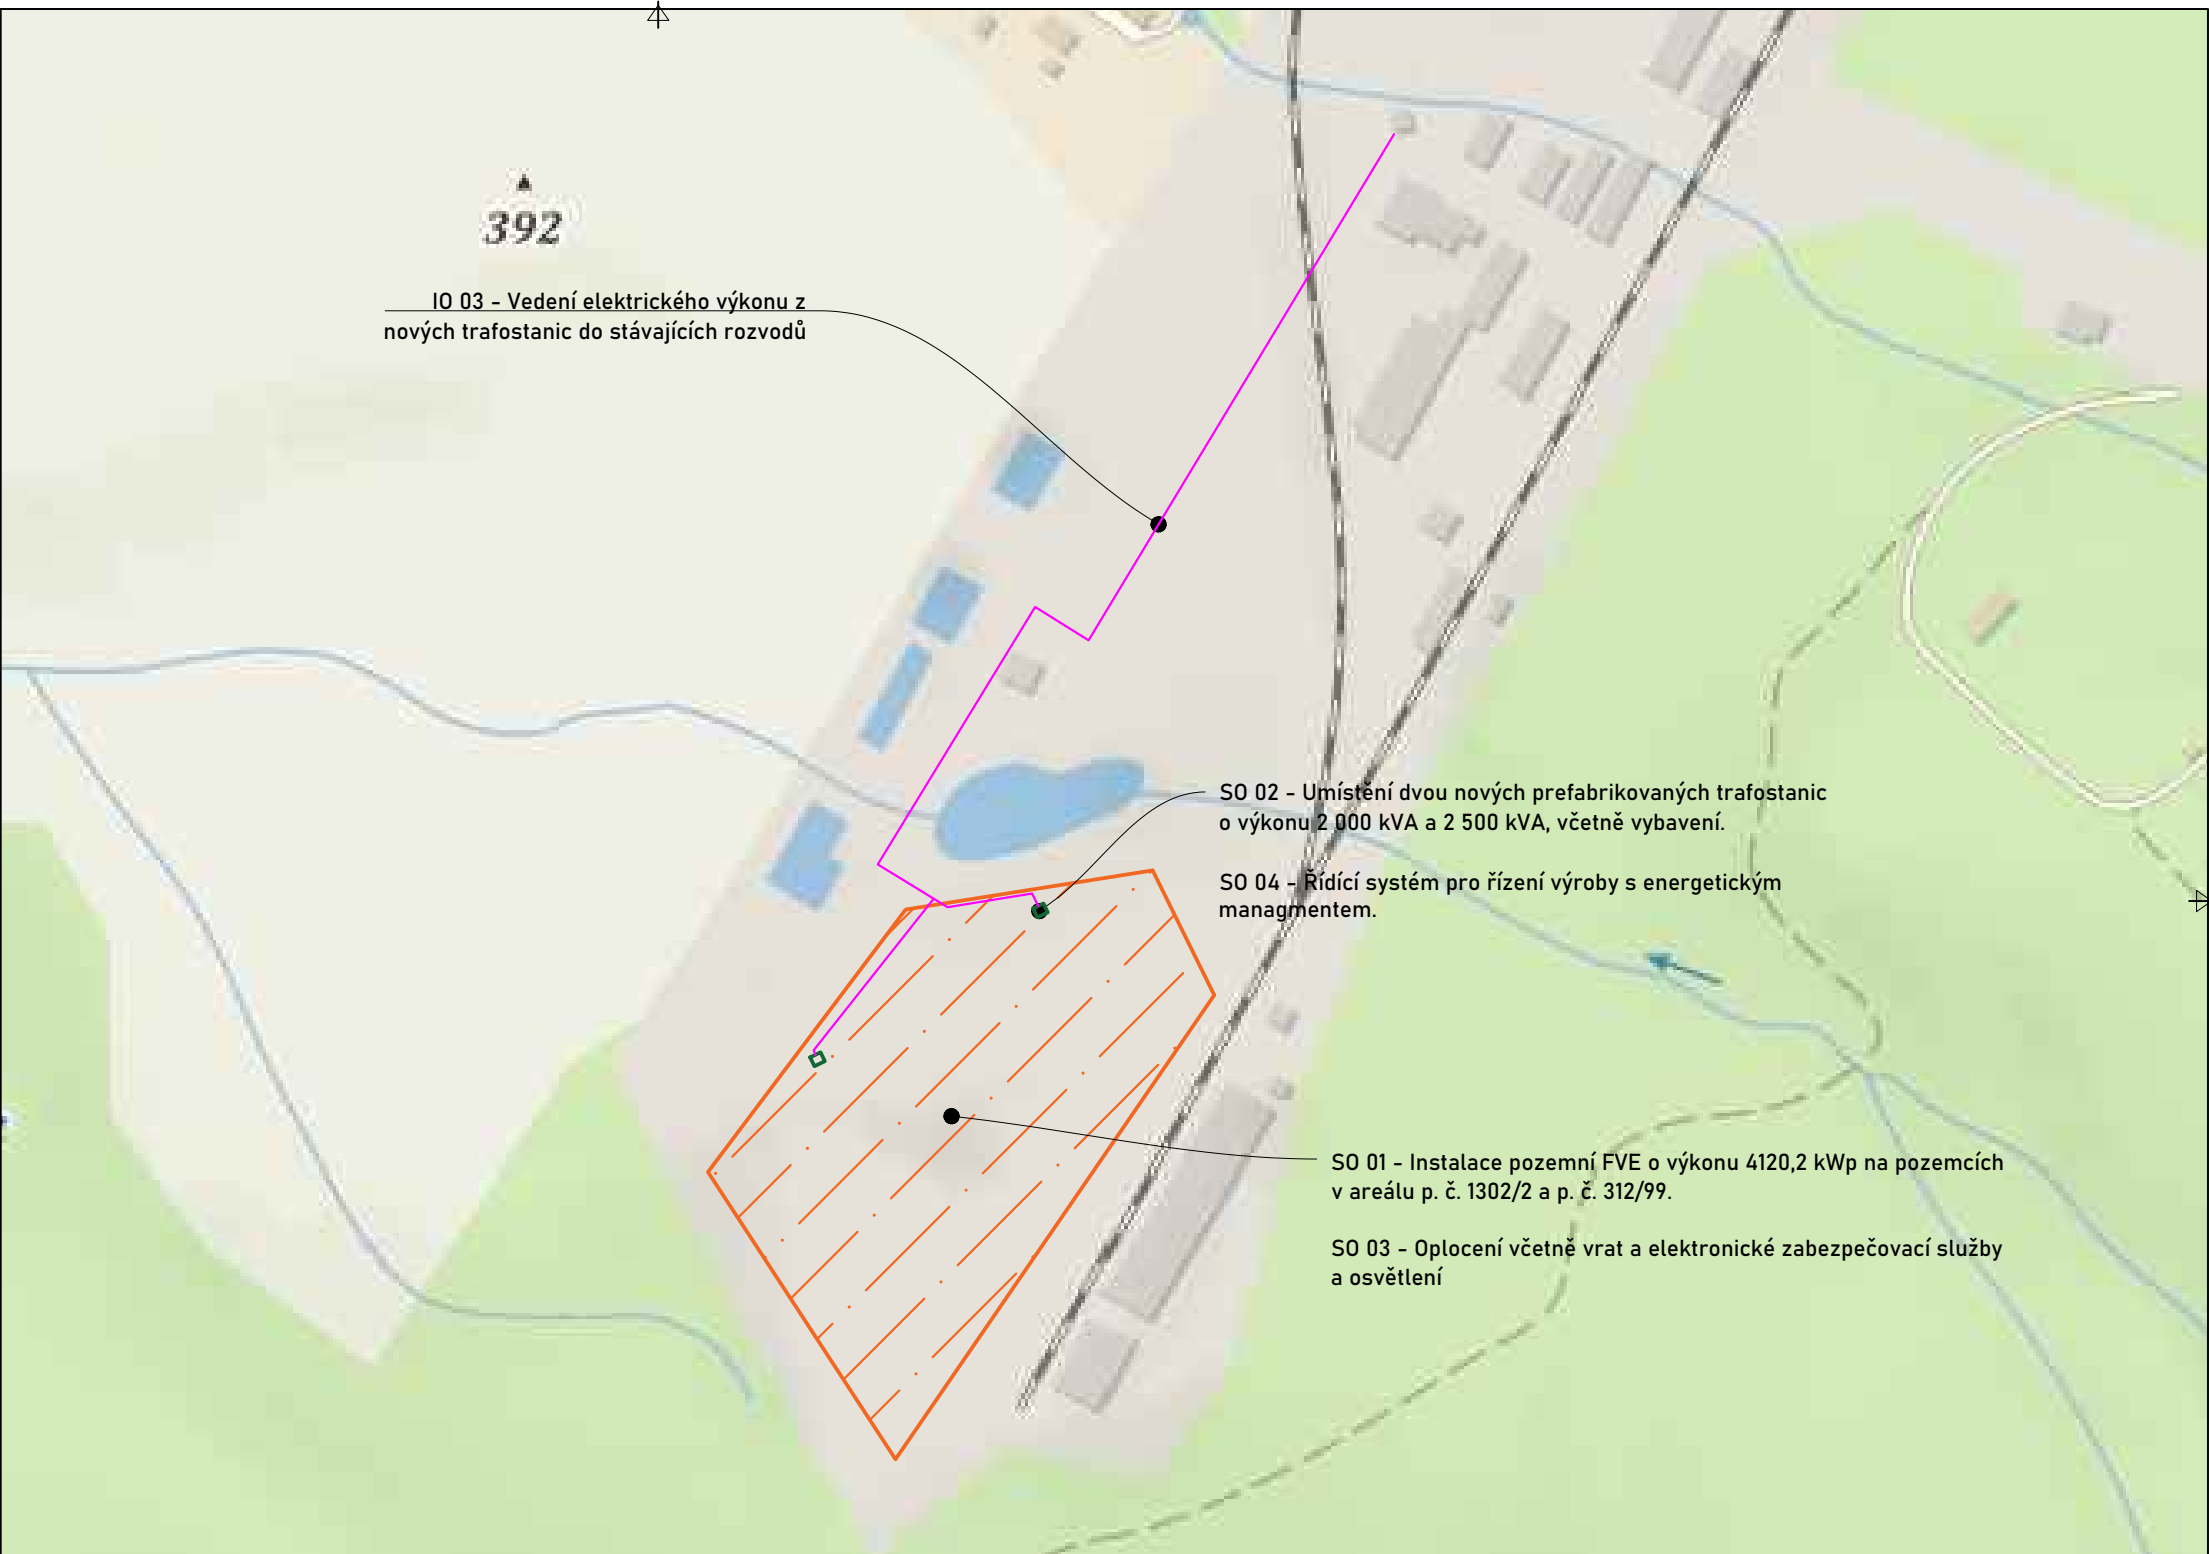 392
IO 03 - Vedení elektrického výkonu z
nových trafostanic do stávajících rozvodů
SO 02 - Umístění dvou nových prefabrikovaných trafostanic
o výkonu 2 000 kVA a 2 500 kVA, včetně vybavení.
SO 04 - Řídící systém pro řízení výroby s energetickým
managmentem.
SO 01 - Instalace pozemní FVE o výkonu 4120,2 kWp na pozemcích
v areálu p. č. 1302/2 a p. č. 312/99.
SO 03 - Oplocení včetně vrat a elektronické zabezpečovací služby
a osvětlení